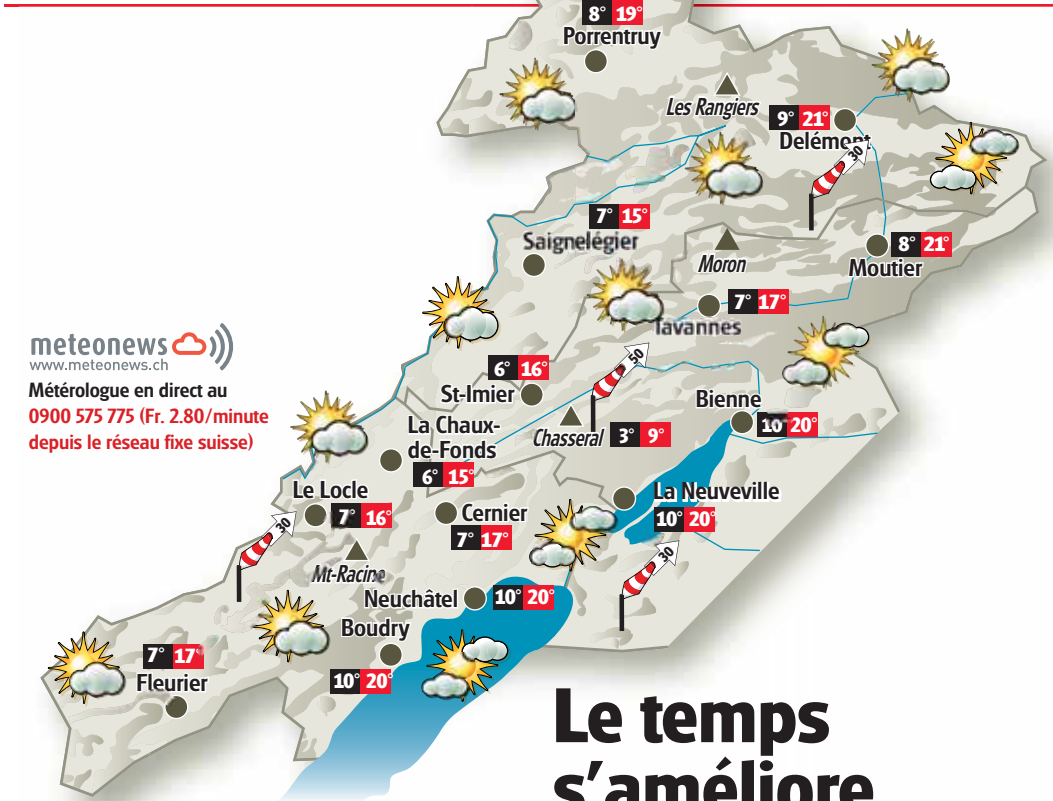 8° 19°
Porrentruy
Les Rangiers
9° 21°
Delémont
30
7° 15°
Saignelégier
Moron
8° 21°
Moutier
7° 17°
Tavannes
meteonews
www.meteonews.ch
Météorologue en direct au
0900 575 775 (Fr. 2.80/minute
depuis le réseau fixe suisse)
50
6° 16°
St-Imier
Chasseral 3° 9°
Bienne
10° 20°
La Chaux-
de-Fonds
6° 15°
Le Locle
7° 16°
30
Cernier
7° 17°
La Neuveville
10° 20°
30
Mt-Racine
Neuchâtel 10° 20°
Boudry
10° 20°
7° 17°
Fleurier
Le temps
s'améliore